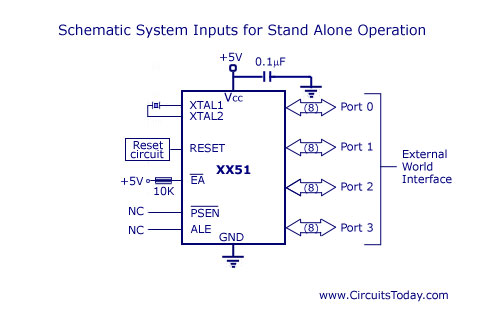 Schematic System Inputs for Stand Alone Operation
+5V
0.1µF
Vcc
XTAL1
XTAL2
(8)
Port 0
Reset
circuit
RESET
XX51
(8)
Port 1
External
World
Interface
+5V
10K
EA
(8)
Port 2
NC
PSEN
NC
ALE
(8)
Port 3
GND
www.CircuitsToday.com